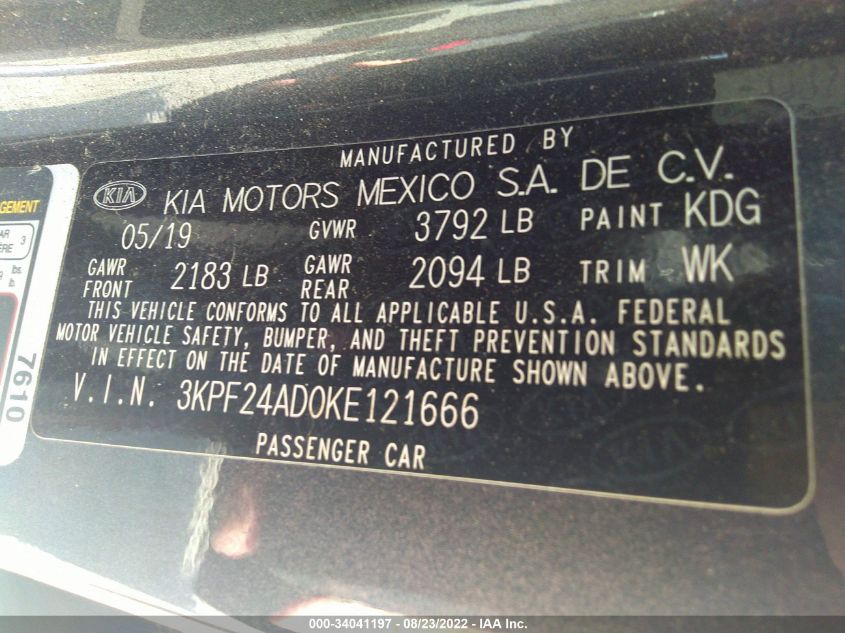 MANUFACTURED BY
KIA KIA MOTORS MEXICO S.A. DE C.V.
05/19 GVWR 3792 LB PAINT KDG
GAWR FRONT 2183 LB GAWR REAR 2094 LB TRIM WK
THIS VEHICLE CONFORMS TO ALL APPLICABLE U.S.A. FEDERAL
MOTOR VEHICLE SAFETY, BUMPER, AND THEFT PREVENTION STANDARDS
IN EFFECT ON THE DATE OF MANUFACTURE SHOWN ABOVE.
V.I.N. 3KPF24AD0KE121666
PASSENGER CAR
3
lbs.
7610
000-34041197 - 08/23/2022 - IAA Inc.